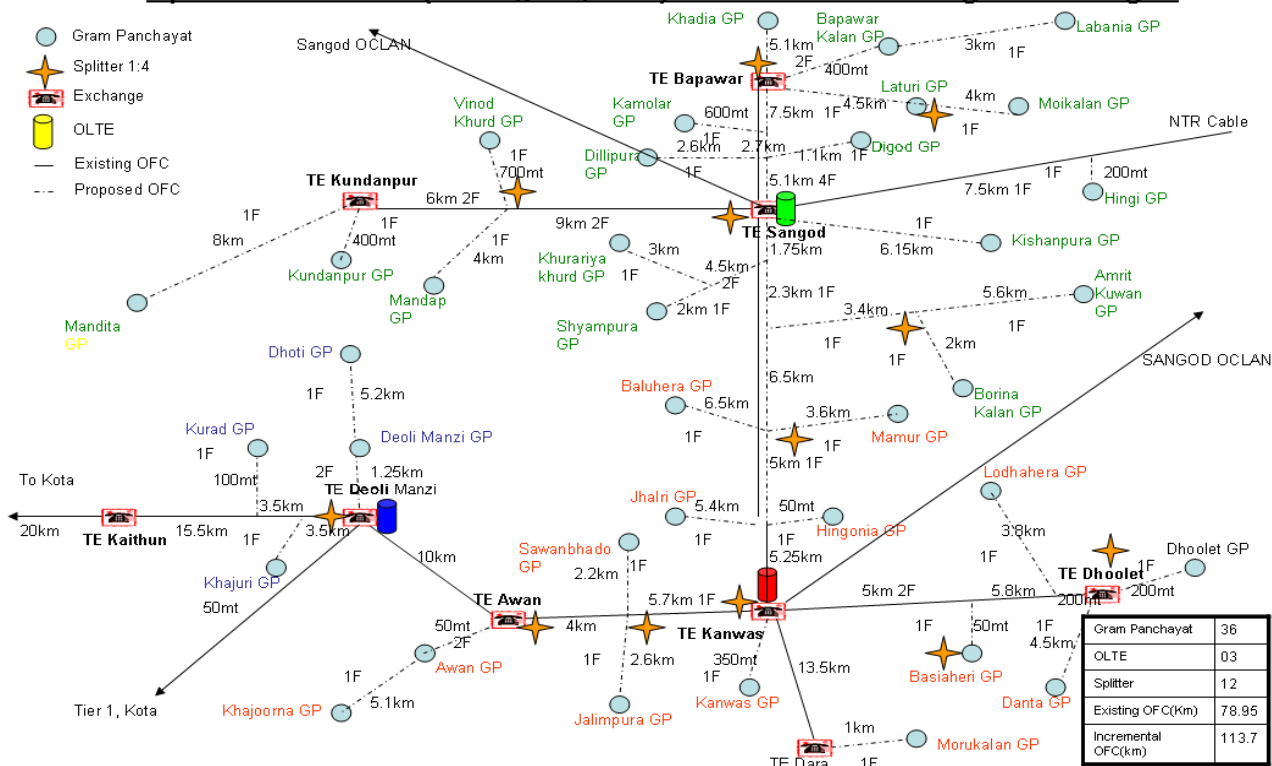 Gram Panchayat
Splitter 1:4
Exchange
OLTE
Existing OFC
Proposed OFC
Sangod OCLAN
Khadia GP
5.1km
2F
Bapawar
Kalan GP
400mt
3km
1F
Labania GP
TE Bapawar
Laturi GP
4.5km
4km
1F
Moikalan GP
7.5km 1F
Kamolar
GP
600mt
1F
Vinod
Khurd GP
1F
700mt
Dillipura
GP
2.6km
1F
2.7km
1.1km 1F
Digod GP
5.1km 4F
NTR Cable
7.5km 1F
1F
200mt
Hingi GP
TE Kundanpur
6km 2F
9km 2F
TE Sangod
1F
6.15km
Kishanpura GP
1F
8km
Mandita
GP
1F
400mt
Kundanpur GP
1F
4km
Mandap
GP
Khurariya
khurd GP
3km
1F
4.5km
2F
2km 1F
Shyampura
GP
1.75km
2.3km 1F
3.4km
1F
5.6km
1F
Amrit
Kuwan
GP
1F
2km
Borina
Kalan GP
SANGOD OCLAN
Dhoti GP
1F
5.2km
6.5km
Baluhera GP
6.5km
1F
3.6km
1F
Mamur GP
5km 1F
Kurad GP
1F
100mt
Deoli Manzi GP
2F
1.25km
TE Deoli Manzi
To Kota
20km
TE Kaithun
15.5km
3.5km
1F
3.5km
Khajuri GP
50mt
Tier 1, Kota
10km
Jhalri GP
5.4km
1F
50mt
1F
Hingonia GP
5.25km
Lodhahera GP
3.8km
1F
Sawanbhado
GP
1F
2.2km
TE Awan
4km
5.7km 1F
1F
2.6km
Jalimpura GP
50mt
2F
Awan GP
1F
5.1km
Khajoorna GP
TE Kanwas
350mt
1F
Kanwas GP
13.5km
TE Dara
1km
1F
Morukalan GP
5km 2F
5.8km
1F
50mt
Basiaheri GP
TE Dhoolet
Dhoolet GP
1F
200mt
200mt
1F
4.5km
Danta GP
Gram Panchayat 36
OLTE 03
Splitter 12
Existing OFC(Km) 78.95
Incremental
OFC(km) 113.7